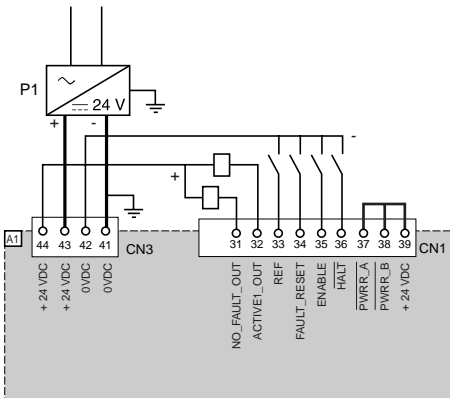 P1
24 V
+ -
-
+
A1
44 43 42 41
CN3
31 32 33 34 35 36 37 38 39
CN1
+ 24 VDC
+ 24 VDC
0VDC
0VDC
NO_FAULT_OUT
ACTIVE1_OUT
REF
FAULT_RESET
ENABLE
HALT
PWRR_A
PWRR_B
+ 24 VDC